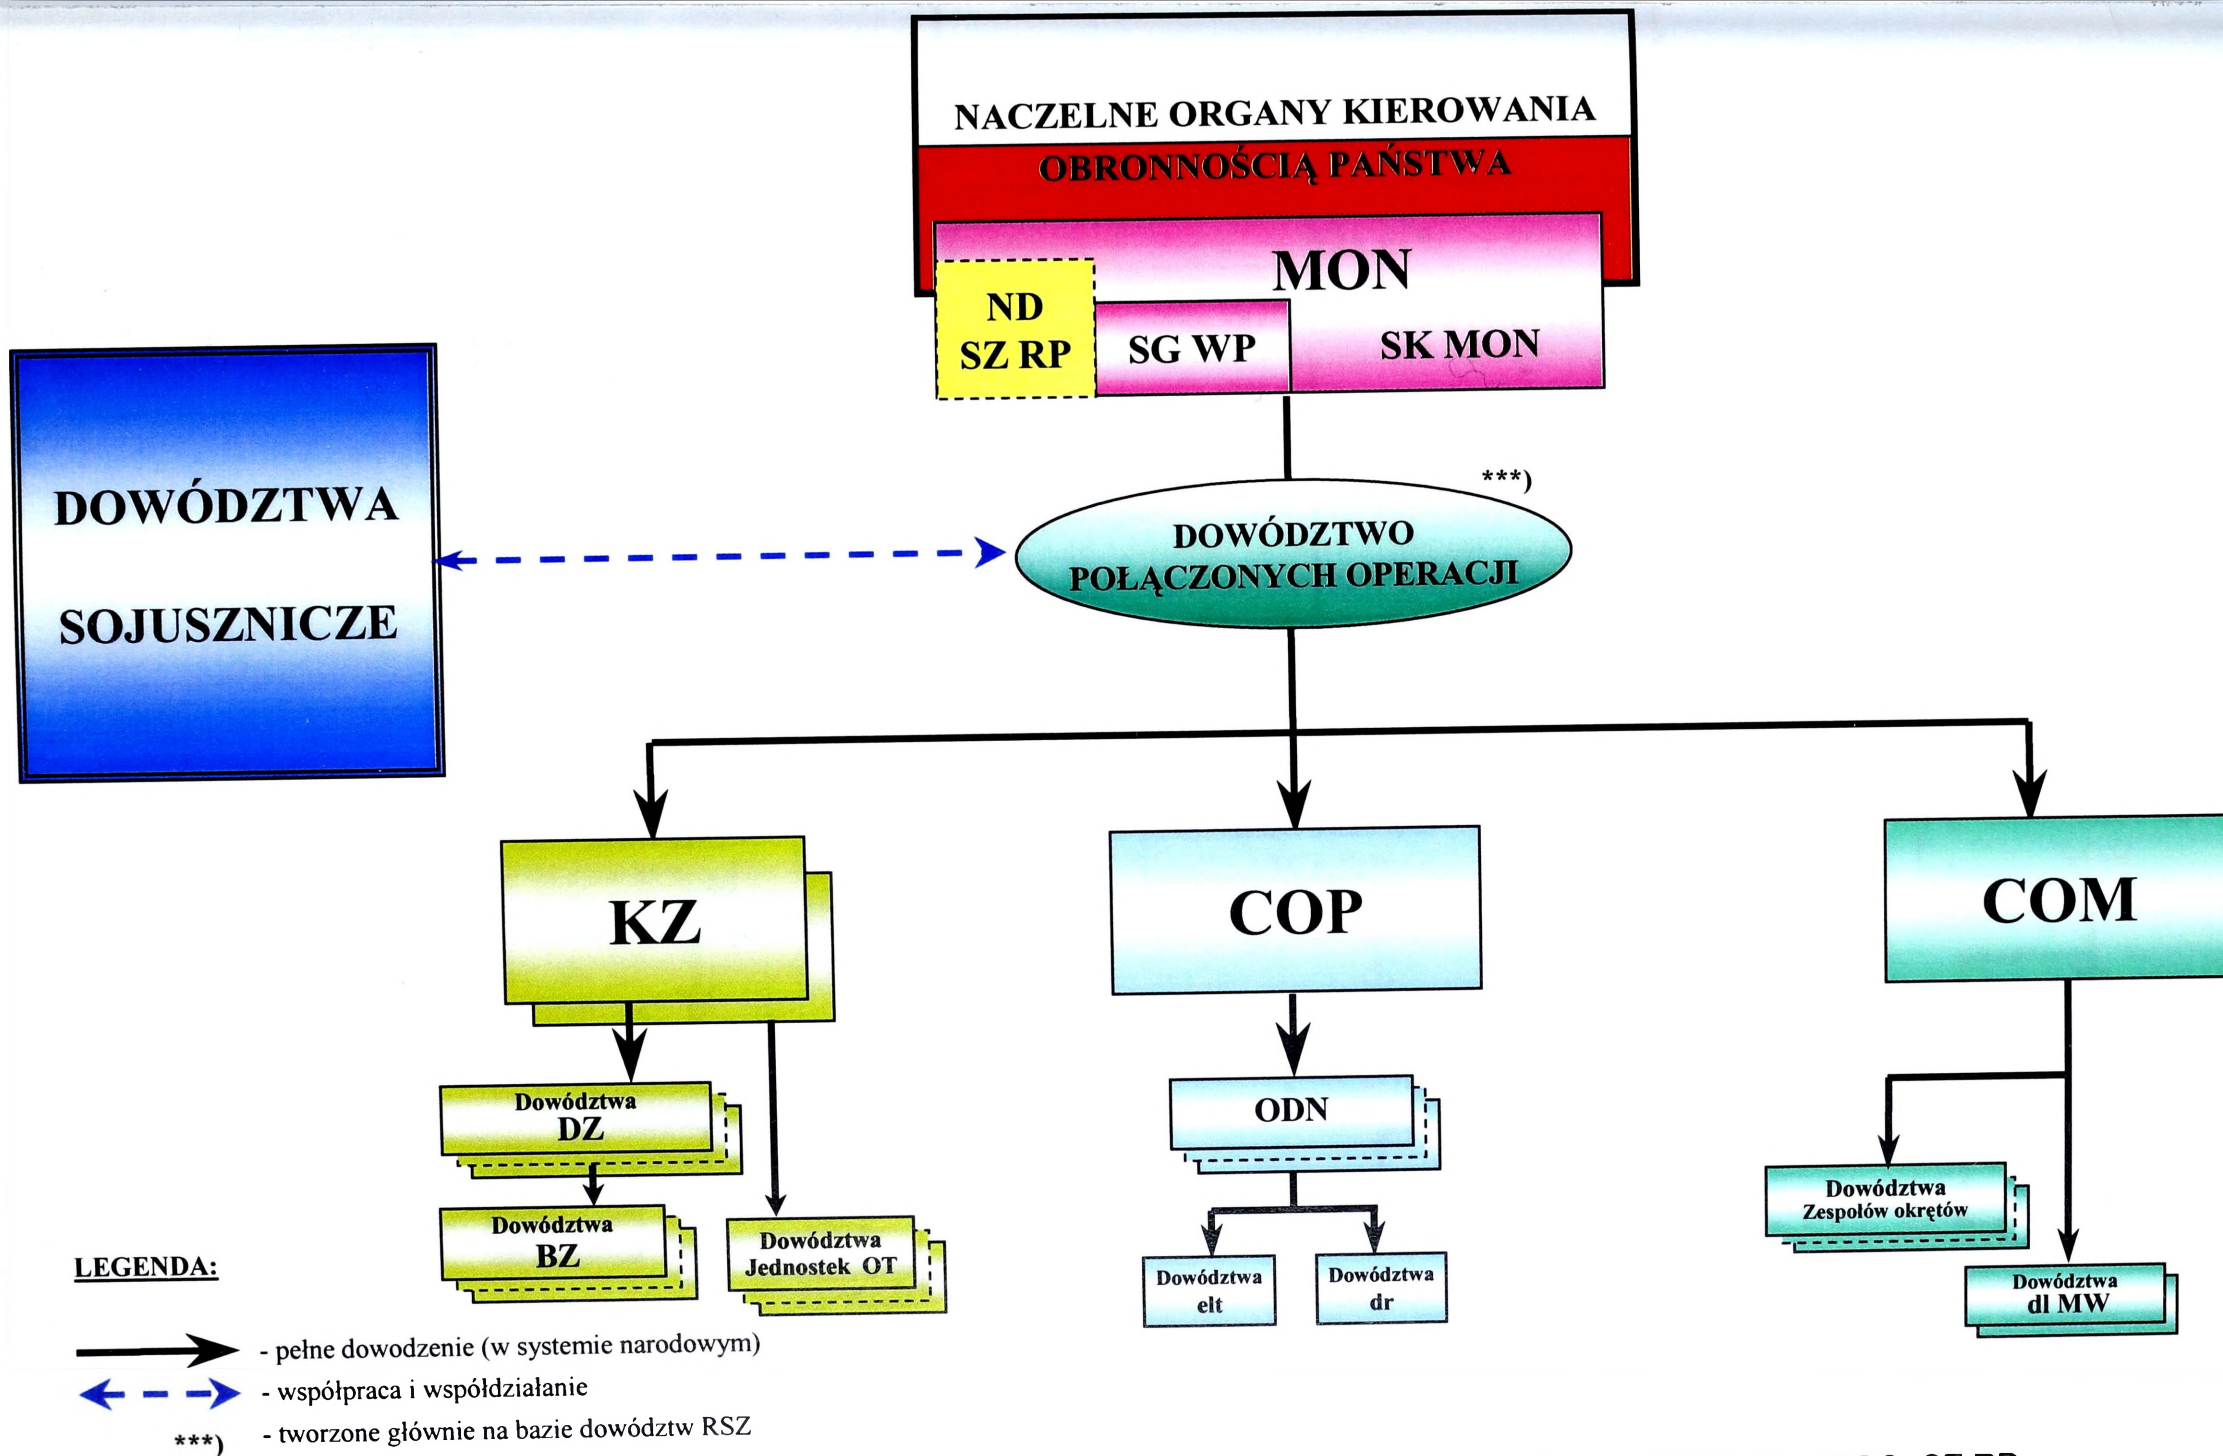 NACZELNE ORGANY KIEROWANIA
OBRONNOŚCIĄ PAŃSTWA
MON
ND
SZ RP
SG WP
SK MON
DOWÓDZTWA
SOJUSZNICZE
***)
DOWÓDZTWO
POŁĄCZONYCH OPERACJI
KZ
COP
COM
Dowództwa
DZ
ODN
Dowództwa
Zespołów okrętów
Dowództwa
BZ
Dowództwa
Jednostek OT
Dowództwa
elt
Dowództwa
dr
Dowództwa
dl MW
LEGENDA:
- pełne dowodzenie (w systemie narodowym)
- współpraca i współdziałanie
***) - tworzone głównie na bazie dowództw RSZ